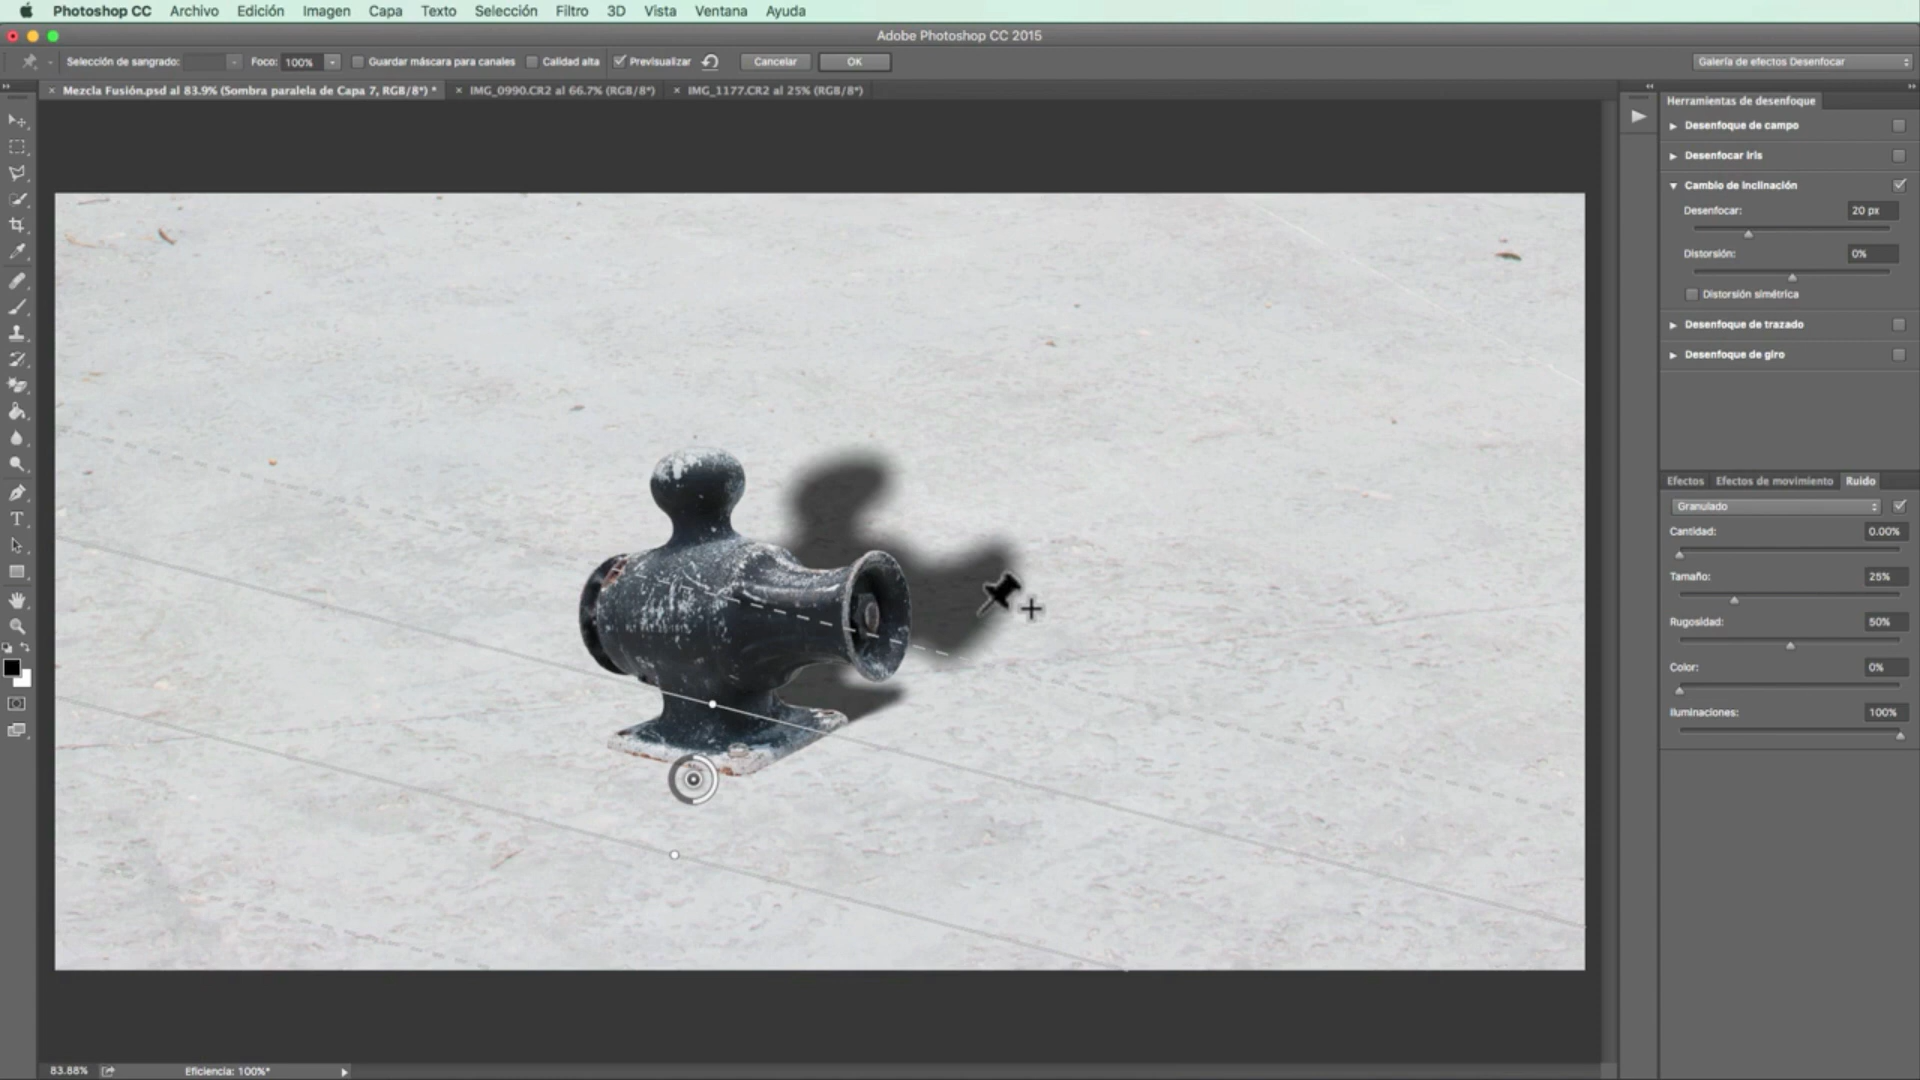 Photoshop CC Archivo Edición Imagen Capa Texto Selección Filtro 3D Vista Ventana Ayuda
Adobe Photoshop CC 2015
Selección de sangrado: Foco: 100% Guardar máscara para canales Calidad alta Previsualizar Cancelar OK Galería de efectos Desenfocar
× Mezcla Fusión.psd al 83.9% (Sombra paralela de Capa 7, RGB/8*) * × IMG_0990.CR2 al 66.7% (RGB/8*) × IMG_1177.CR2 al 25% (RGB/8*)
Herramientas de desenfoque
Desenfoque de campo
Desenfocar Iris
Cambio de inclinación
Desenfocar: 20 px
Distorsión: 0%
Distorsión simétrica
Desenfoque de trazado
Desenfoque de giro
Efectos Efectos de movimiento Ruido
Granulado
Cantidad: 0.00%
Tamaño: 25%
Rugosidad: 50%
Color: 0%
Iluminaciones: 100%
83.88% Eficiencia: 100%*